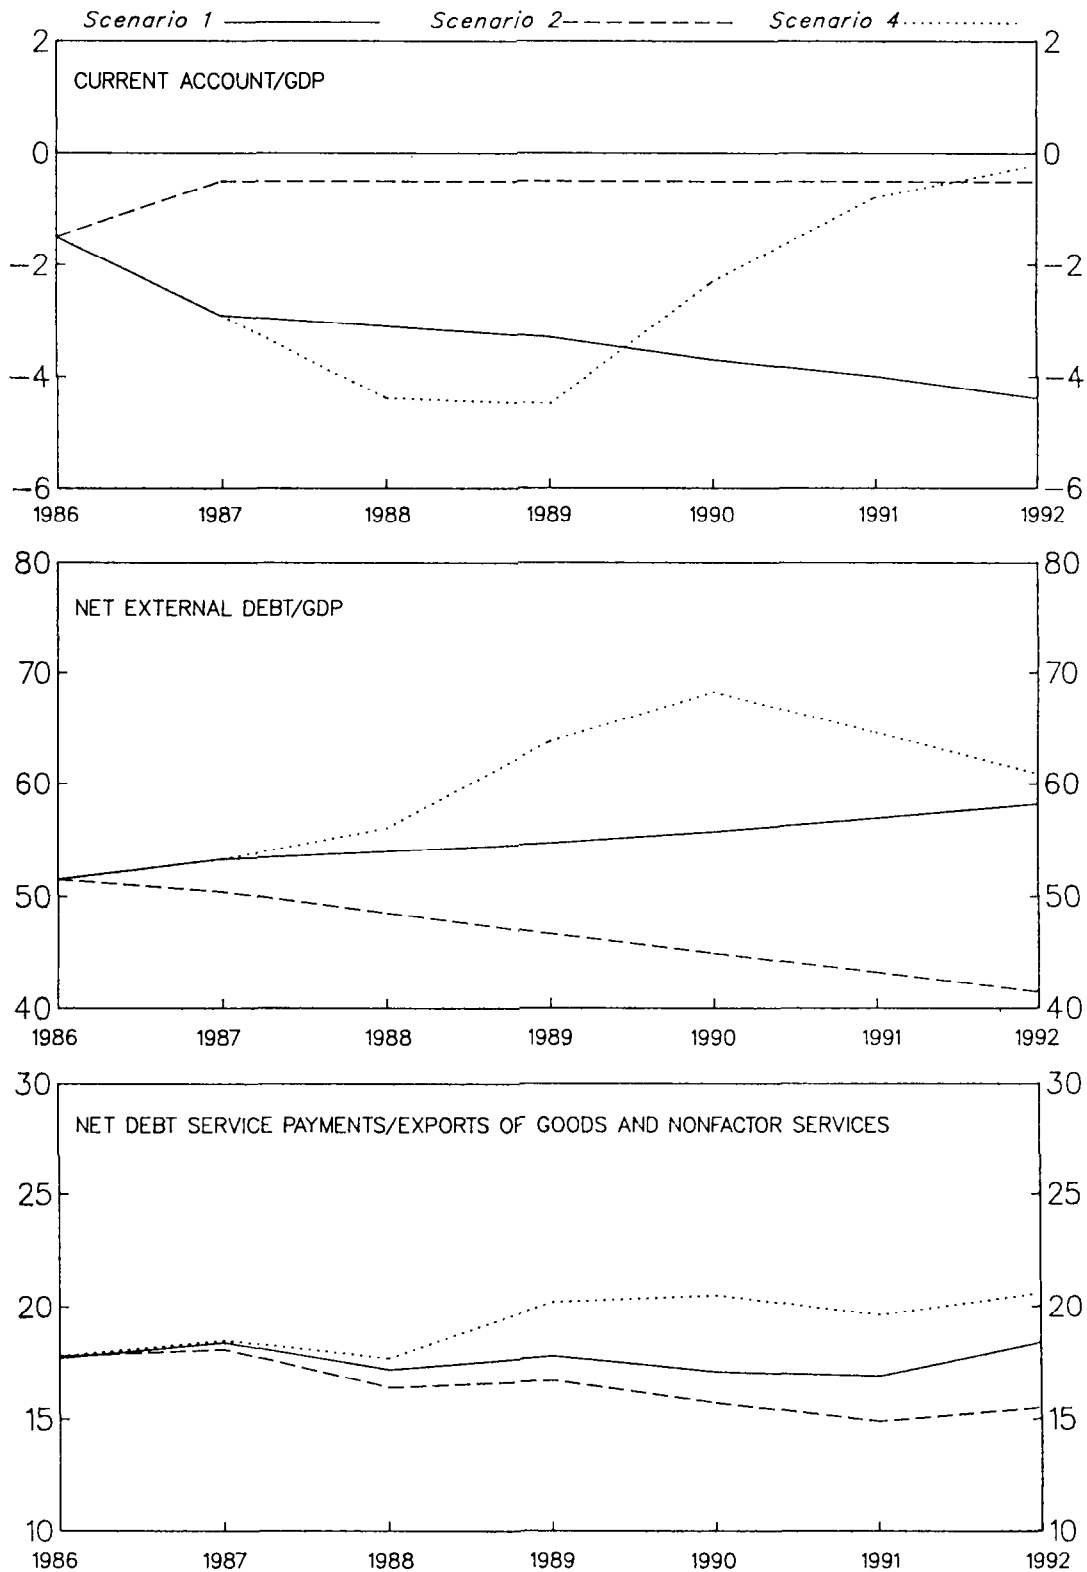 Scenario 1 Scenario 2 Scenario 4
2 2
CURRENT ACCOUNT/GDP
0 0
−2 −2
−4 −4
−6 −6
1986 1987 1988 1989 1990 1991 1992
80 80
NET EXTERNAL DEBT/GDP
70 70
60 60
50 50
40 40
1986 1987 1988 1989 1990 1991 1992
30 30
NET DEBT SERVICE PAYMENTS/EXPORTS OF GOODS AND NONFACTOR SERVICES
25 25
20 20
15 15
10 10
1986 1987 1988 1989 1990 1991 1992